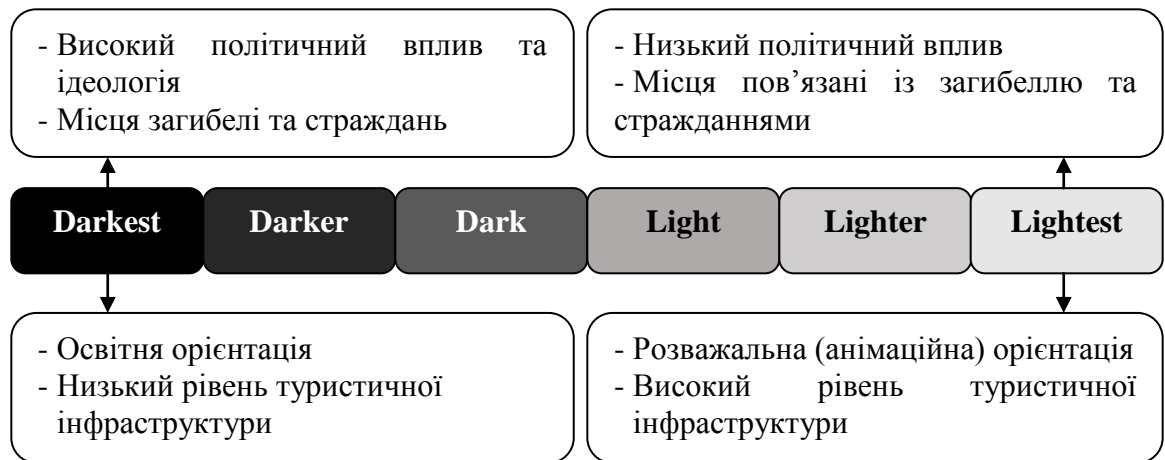 - Високий політичний вплив та
ідеологія
- Місця загибелі та страждань
- Низький політичний вплив
- Місця пов’язані із загибеллю та
стражданнями
Darkest Darker Dark Light Lighter Lightest
- Освітня орієнтація
- Низький рівень туристичної
інфраструктури
- Розважальна (анімаційна) орієнтація
- Високий рівень туристичної
інфраструктури